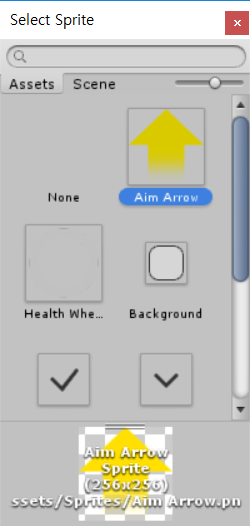 Select Sprite
Assets
Scene
None
Aim Arrow
Health Whe...
Background
Aim Arrow
Sprite
(256x256)
ssets/Sprites/Aim Arrow.pn